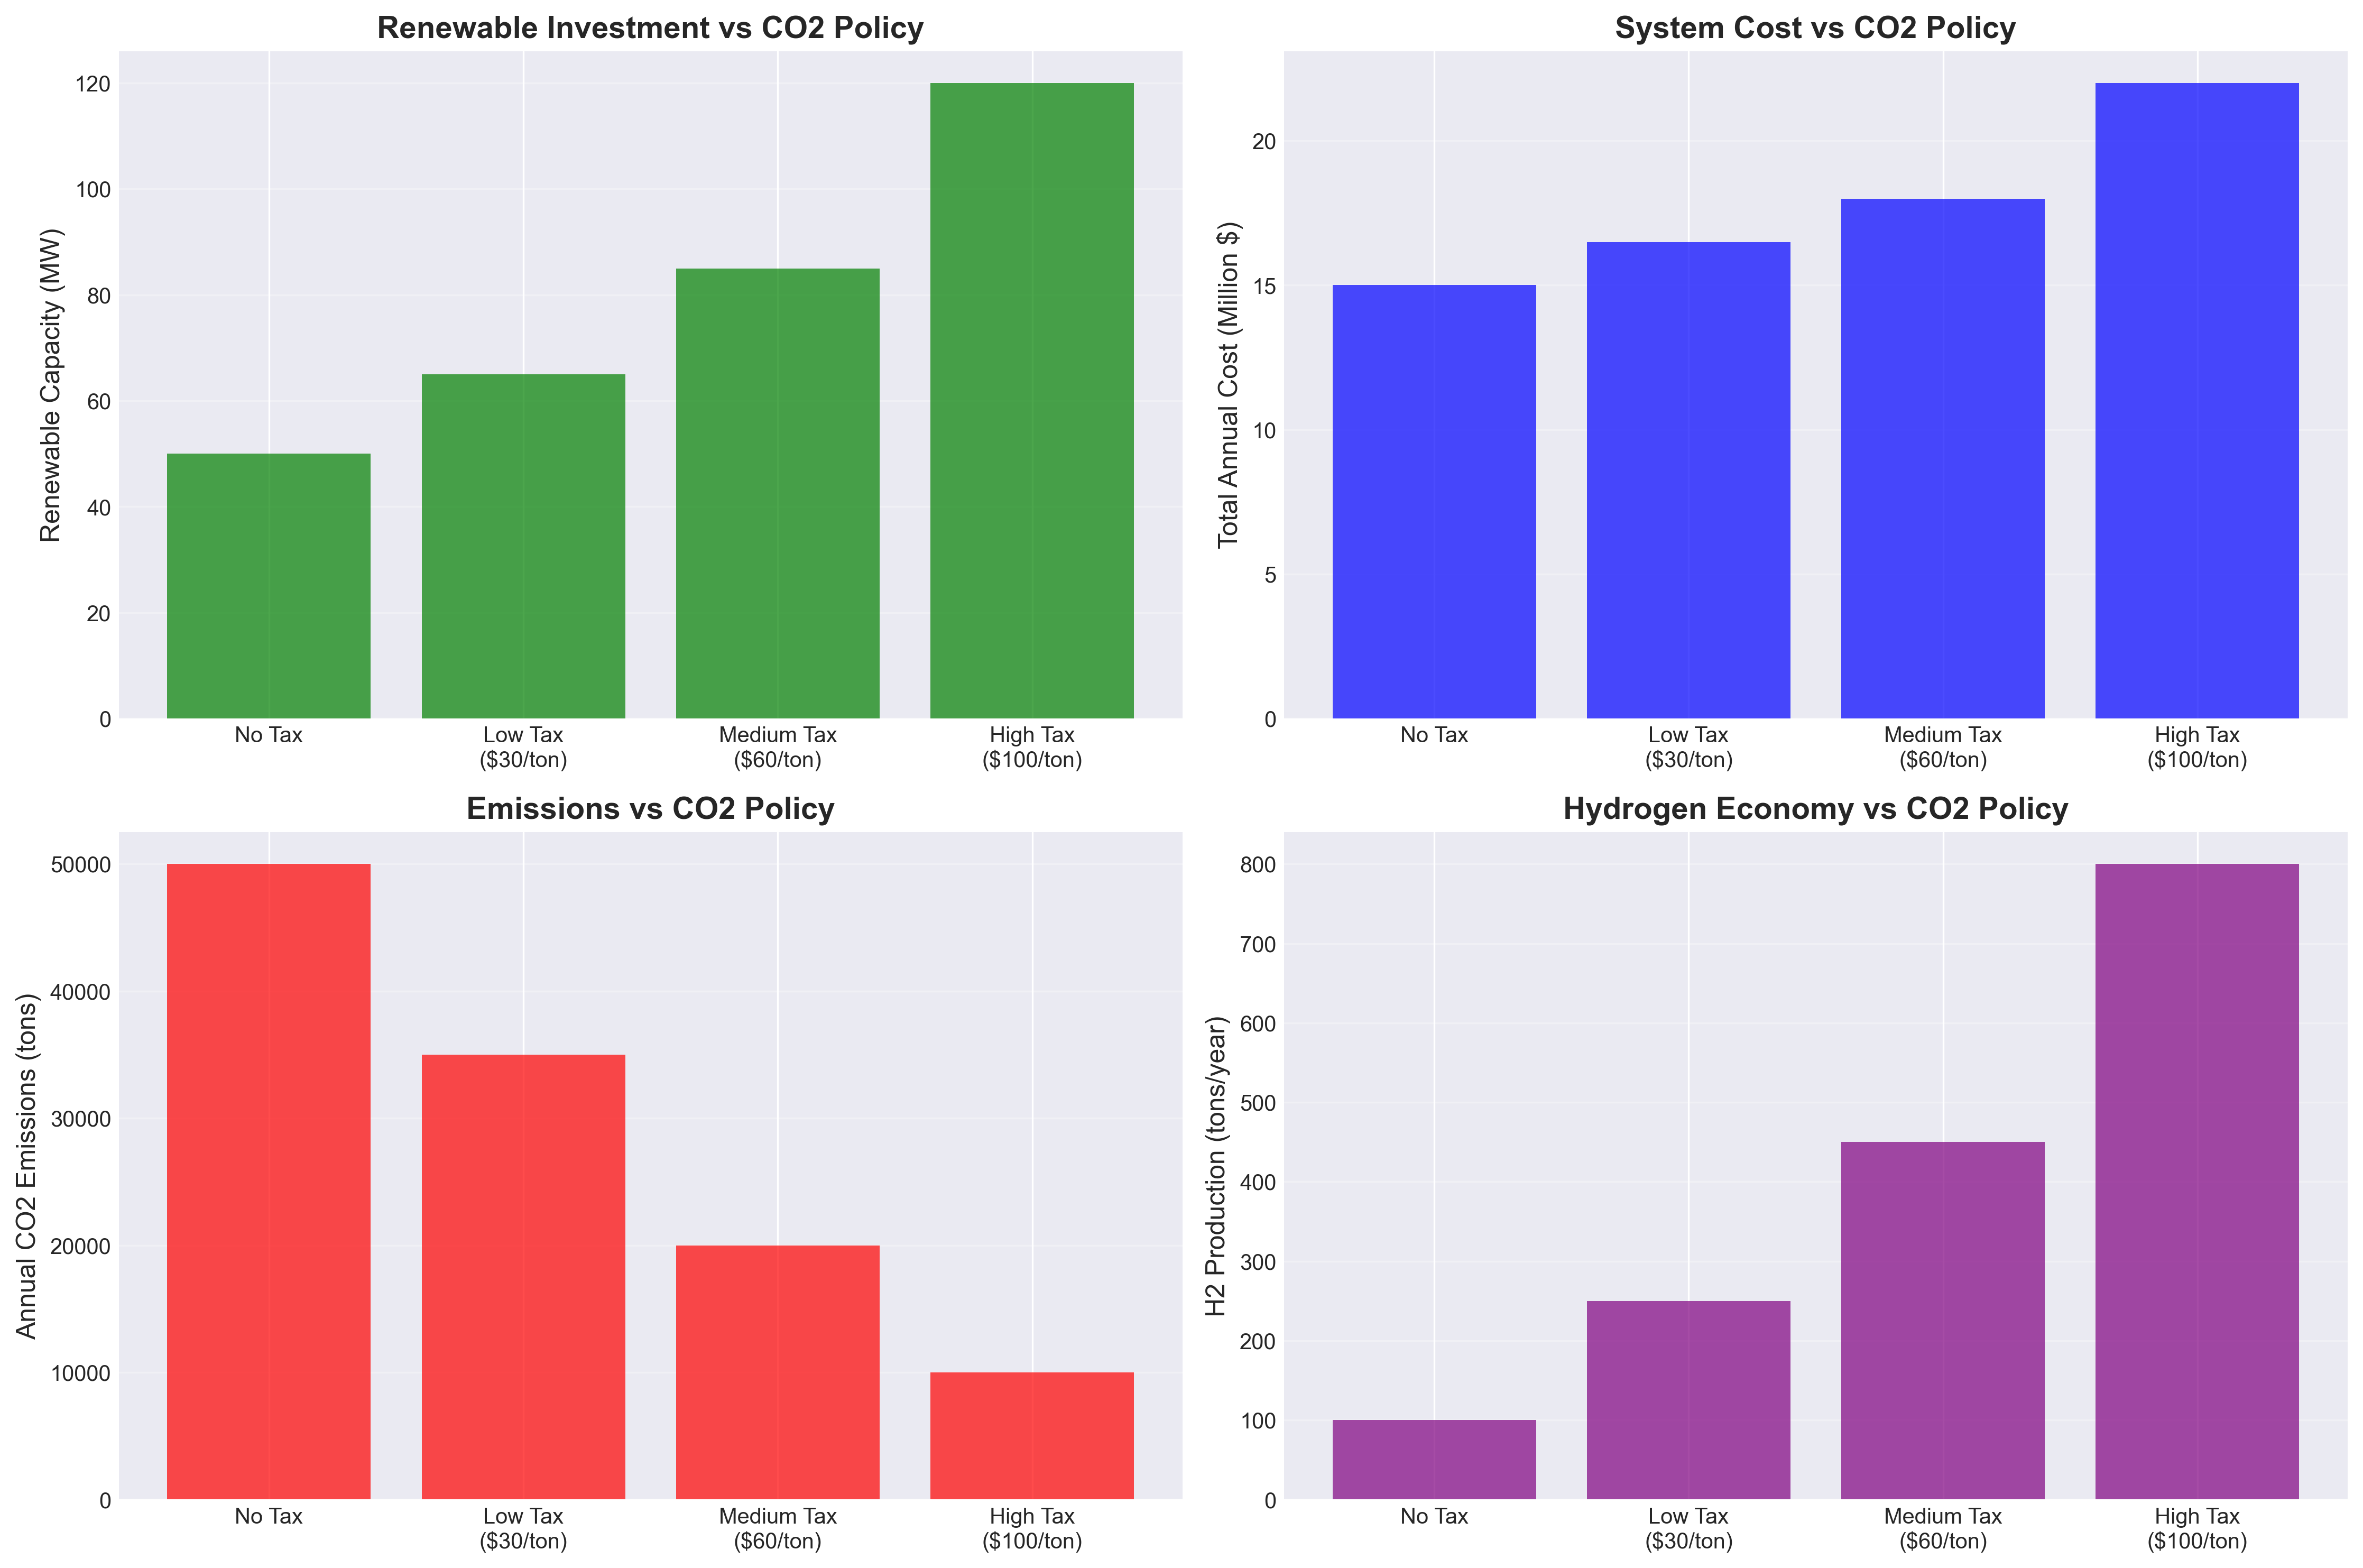 Renewable Investment vs CO2 Policy
Renewable Capacity (MW)
120
100
80
60
40
20
0
No Tax
Low Tax
($30/ton)
Medium Tax
($60/ton)
High Tax
($100/ton)
System Cost vs CO2 Policy
Total Annual Cost (Million $)
20
15
10
5
0
No Tax
Low Tax
($30/ton)
Medium Tax
($60/ton)
High Tax
($100/ton)
Emissions vs CO2 Policy
Annual CO2 Emissions (tons)
50000
40000
30000
20000
10000
0
No Tax
Low Tax
($30/ton)
Medium Tax
($60/ton)
High Tax
($100/ton)
Hydrogen Economy vs CO2 Policy
H2 Production (tons/year)
800
700
600
500
400
300
200
100
0
No Tax
Low Tax
($30/ton)
Medium Tax
($60/ton)
High Tax
($100/ton)